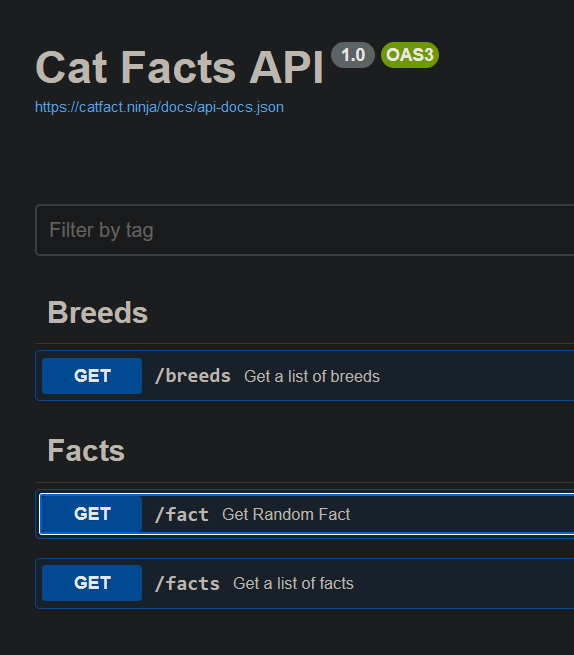 Cat Facts API 1.0 OAS3
https://catfact.ninja/docs/api-docs.json
Filter by tag
Breeds
GET /breeds Get a list of breeds
Facts
GET /fact Get Random Fact
GET /facts Get a list of facts